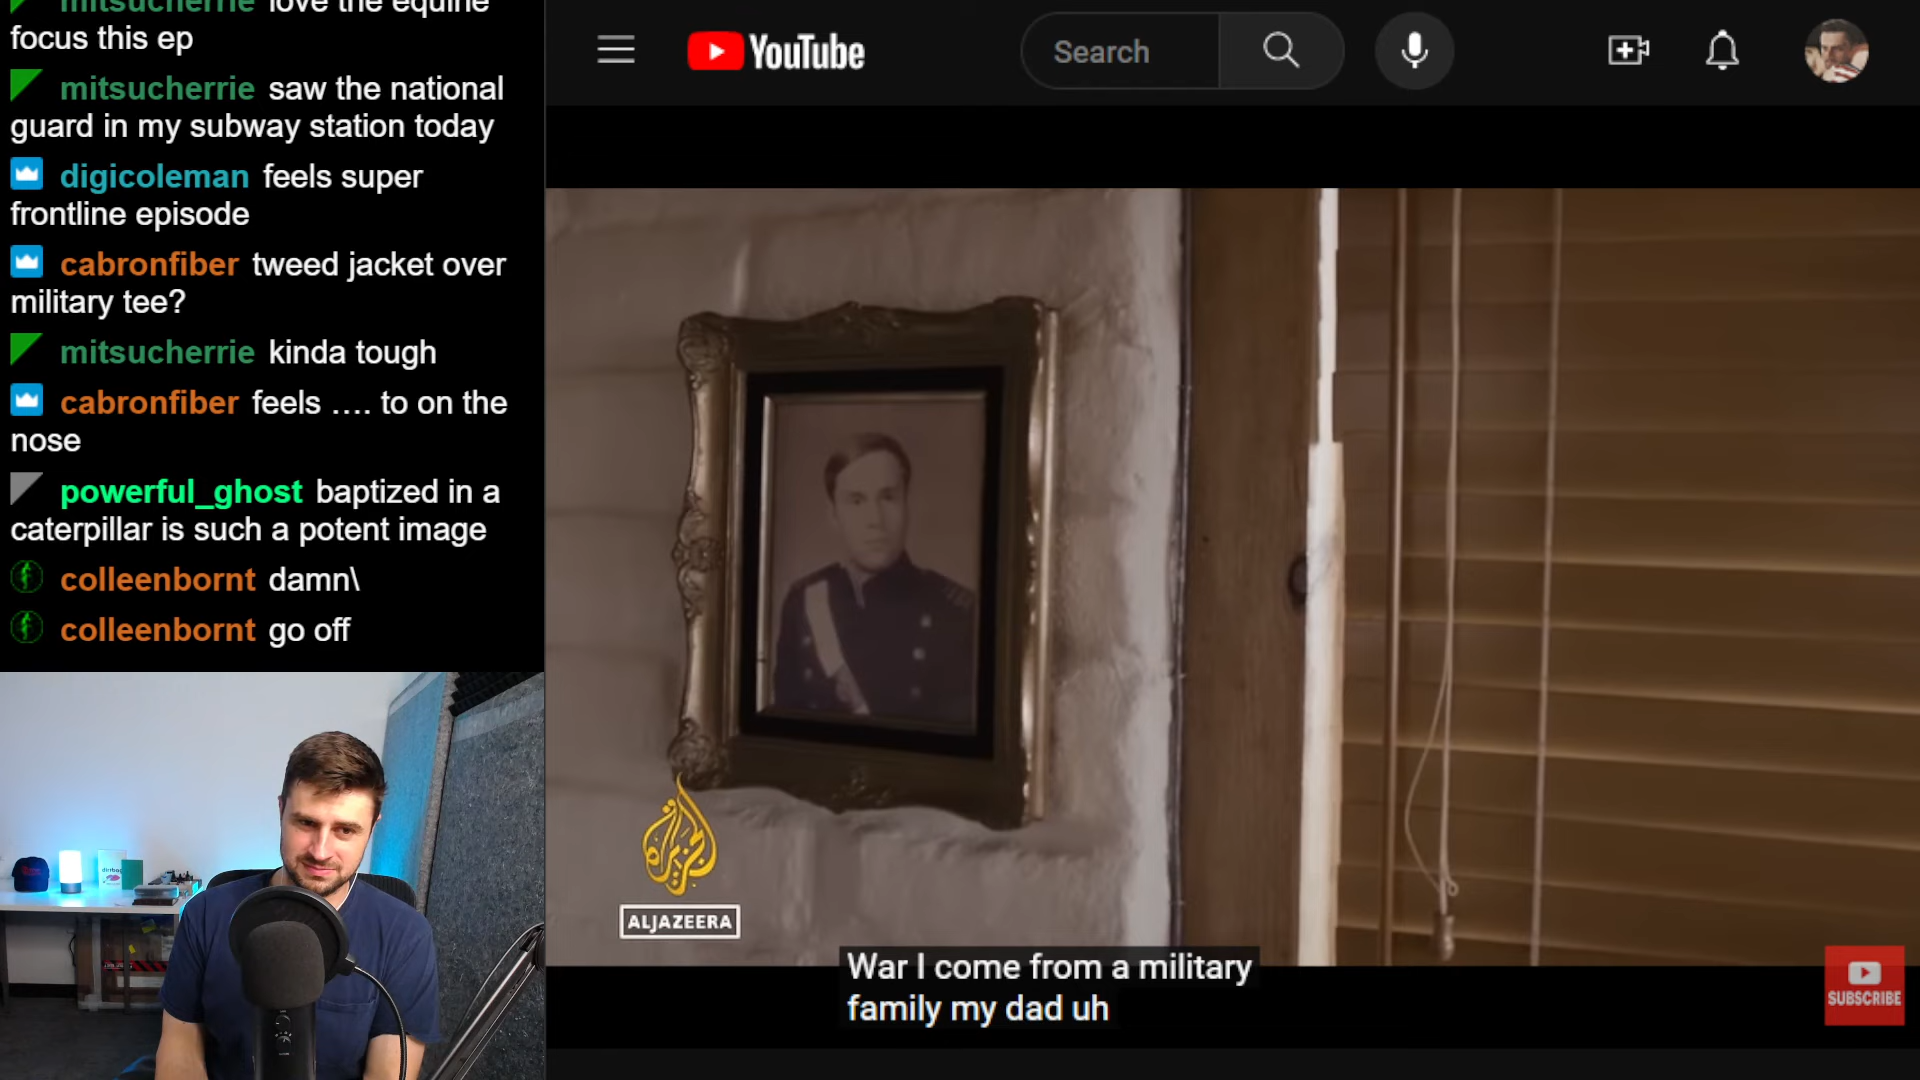 mitsucherrie love the equine
focus this ep
mitsucherrie saw the national
guard in my subway station today
digicoleman feels super
frontline episode
cabronfiber tweed jacket over
military tee?
mitsucherrie kinda tough
cabronfiber feels .... to on the
nose
powerful_ghost baptized in a
caterpillar is such a potent image
colleenbornt damn\
colleenbornt go off
YouTube
Search
الجزيرة
ALJAZEERA
War I come from a military
family my dad uh
SUBSCRIBE